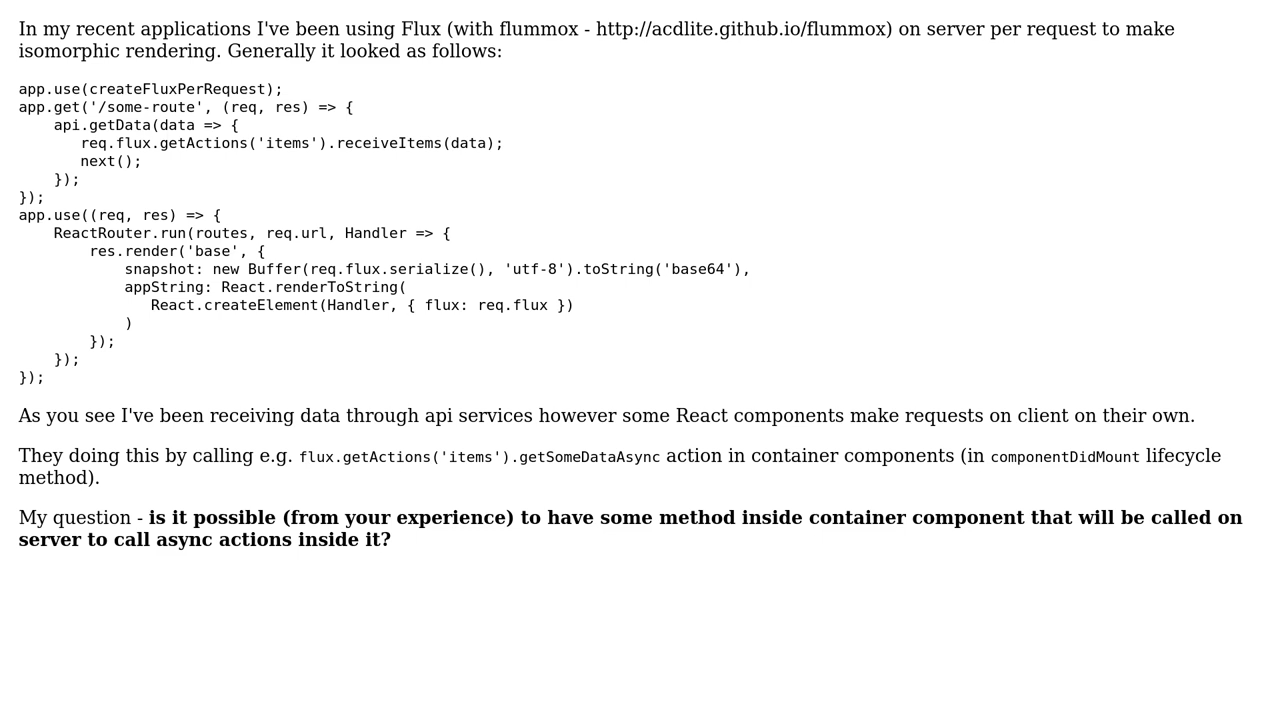 In my recent applications I've been using Flux (with flummox - http://acdlite.github.io/flummox) on server per request to make
isomorphic rendering. Generally it looked as follows:
app.use(createFluxPerRequest);
app.get('/some-route', (req, res) => {
    api.getData(data => {
       req.flux.getActions('items').receiveItems(data);
       next();
    });
});
app.use((req, res) => {
    ReactRouter.run(routes, req.url, Handler => {
        res.render('base', {
            snapshot: new Buffer(req.flux.serialize(), 'utf-8').toString('base64'),
            appString: React.renderToString(
               React.createElement(Handler, { flux: req.flux })
            )
        });
    });
});
As you see I've been receiving data through api services however some React components make requests on client on their own.
They doing this by calling e.g. flux.getActions('items').getSomeDataAsync action in container components (in componentDidMount lifecycle
method).
My question - is it possible (from your experience) to have some method inside container component that will be called on
server to call async actions inside it?